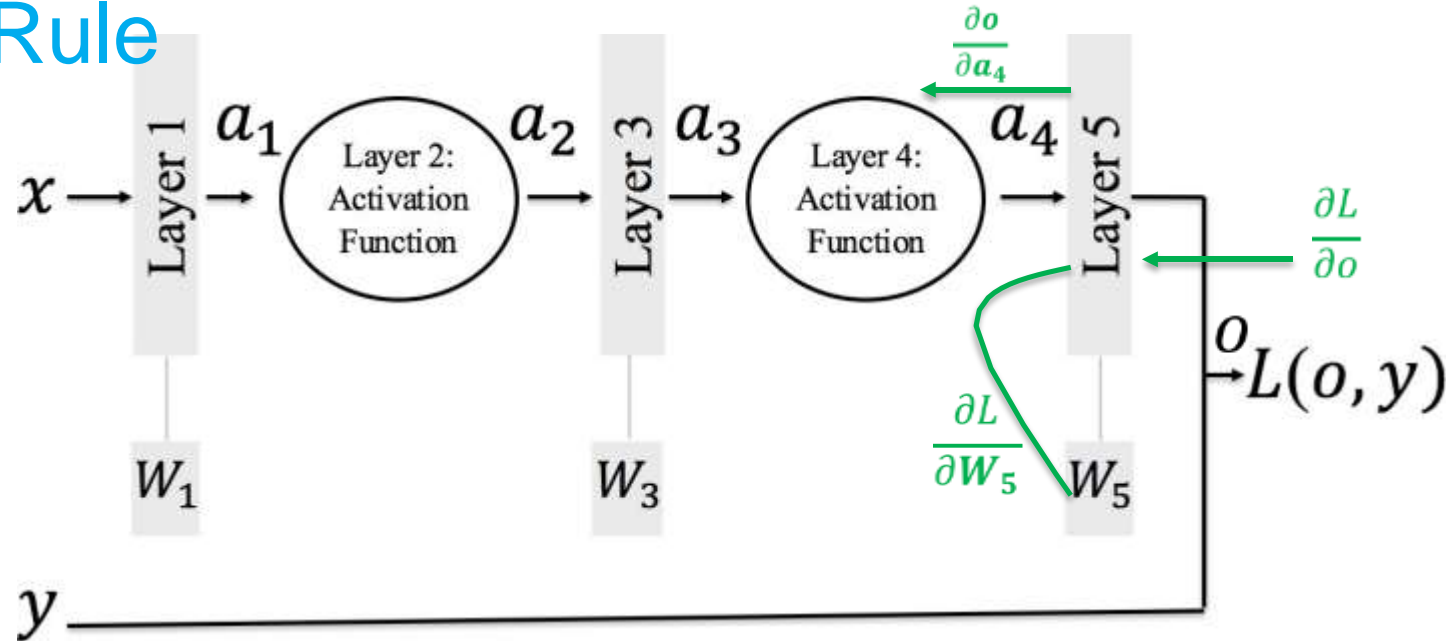 Rule
∂o
∂a₄
x
Layer 1
a₁
Layer 2:
Activation
Function
a₂
Layer 3
a₃
Layer 4:
Activation
Function
a₄
Layer 5
∂L
∂o
o
L(o, y)
∂L
∂W₅
W₁
W₃
W₅
y